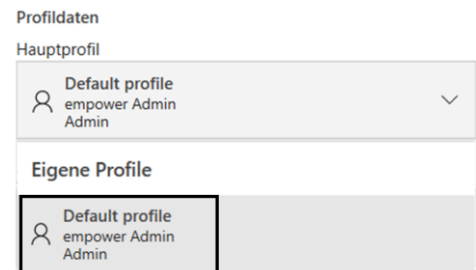 Profildaten
Hauptprofil
Default profile
empower Admin
Admin
Eigene Profile
Default profile
empower Admin
Admin